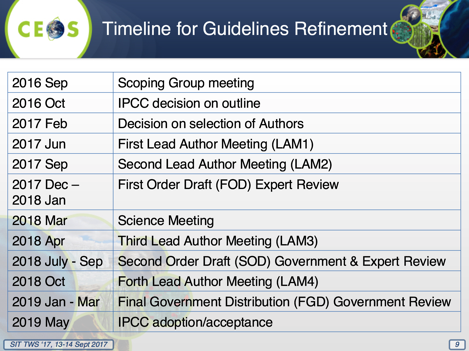 CEOS
Timeline for Guidelines Refinement
2016 Sep Scoping Group meeting
2016 Oct IPCC decision on outline
2017 Feb Decision on selection of Authors
2017 Jun First Lead Author Meeting (LAM1)
2017 Sep Second Lead Author Meeting (LAM2)
2017 Dec – First Order Draft (FOD) Expert Review
2018 Jan
2018 Mar Science Meeting
2018 Apr Third Lead Author Meeting (LAM3)
2018 July - Sep Second Order Draft (SOD) Government & Expert Review
2018 Oct Forth Lead Author Meeting (LAM4)
2019 Jan - Mar Final Government Distribution (FGD) Government Review
2019 May IPCC adoption/acceptance
SIT TWS '17, 13-14 Sept 2017 9